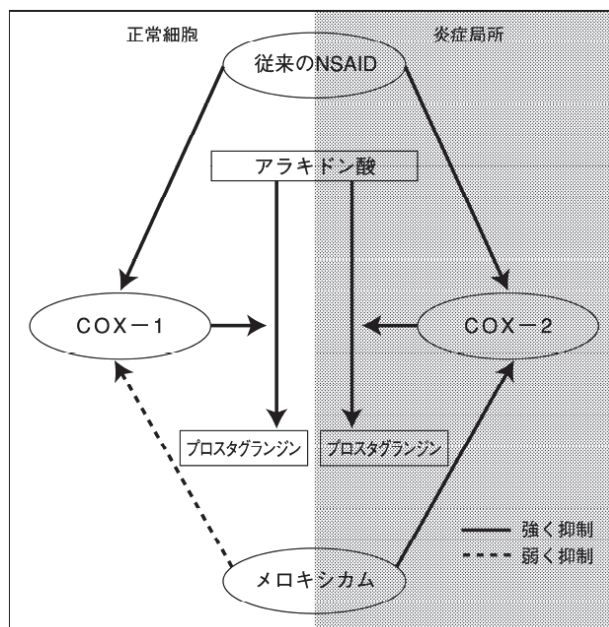 正常細胞
炎症局所
従来のNSAID
アラキドン酸
COX－1
COX－2
プロスタグランジン
プロスタグランジン
強く抑制
弱く抑制
メロキシカム